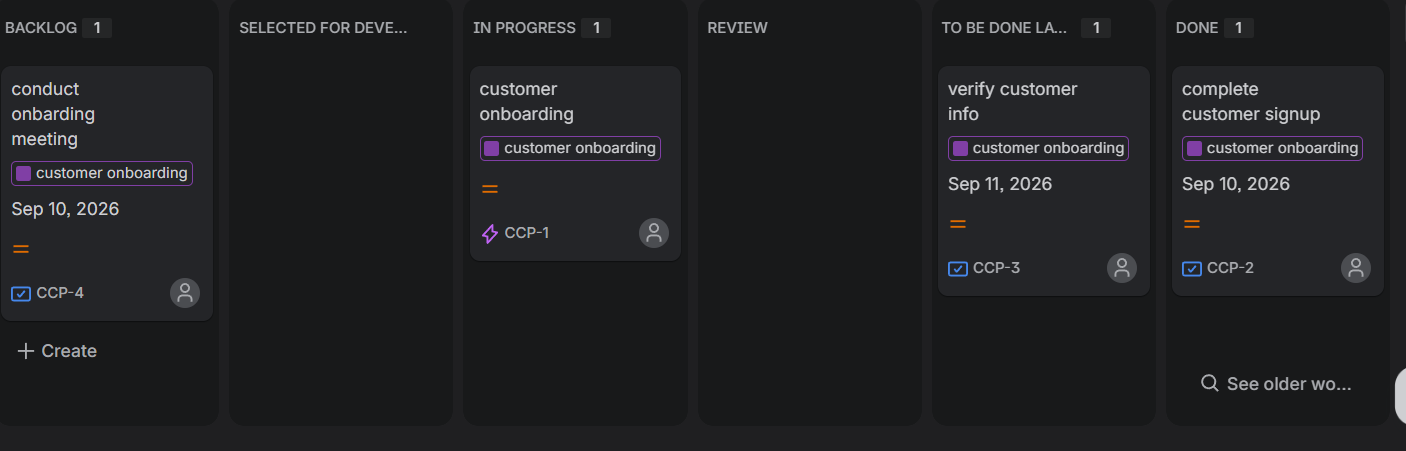 BACKLOG 1
conduct
onbarding
meeting
customer onboarding
Sep 10, 2026
CCP-4
Create
SELECTED FOR DEVE...
IN PROGRESS 1
customer
onboarding
customer onboarding
CCP-1
REVIEW
TO BE DONE LA... 1
verify customer
info
customer onboarding
Sep 11, 2026
CCP-3
DONE 1
complete
customer signup
customer onboarding
Sep 10, 2026
CCP-2
See older wo...